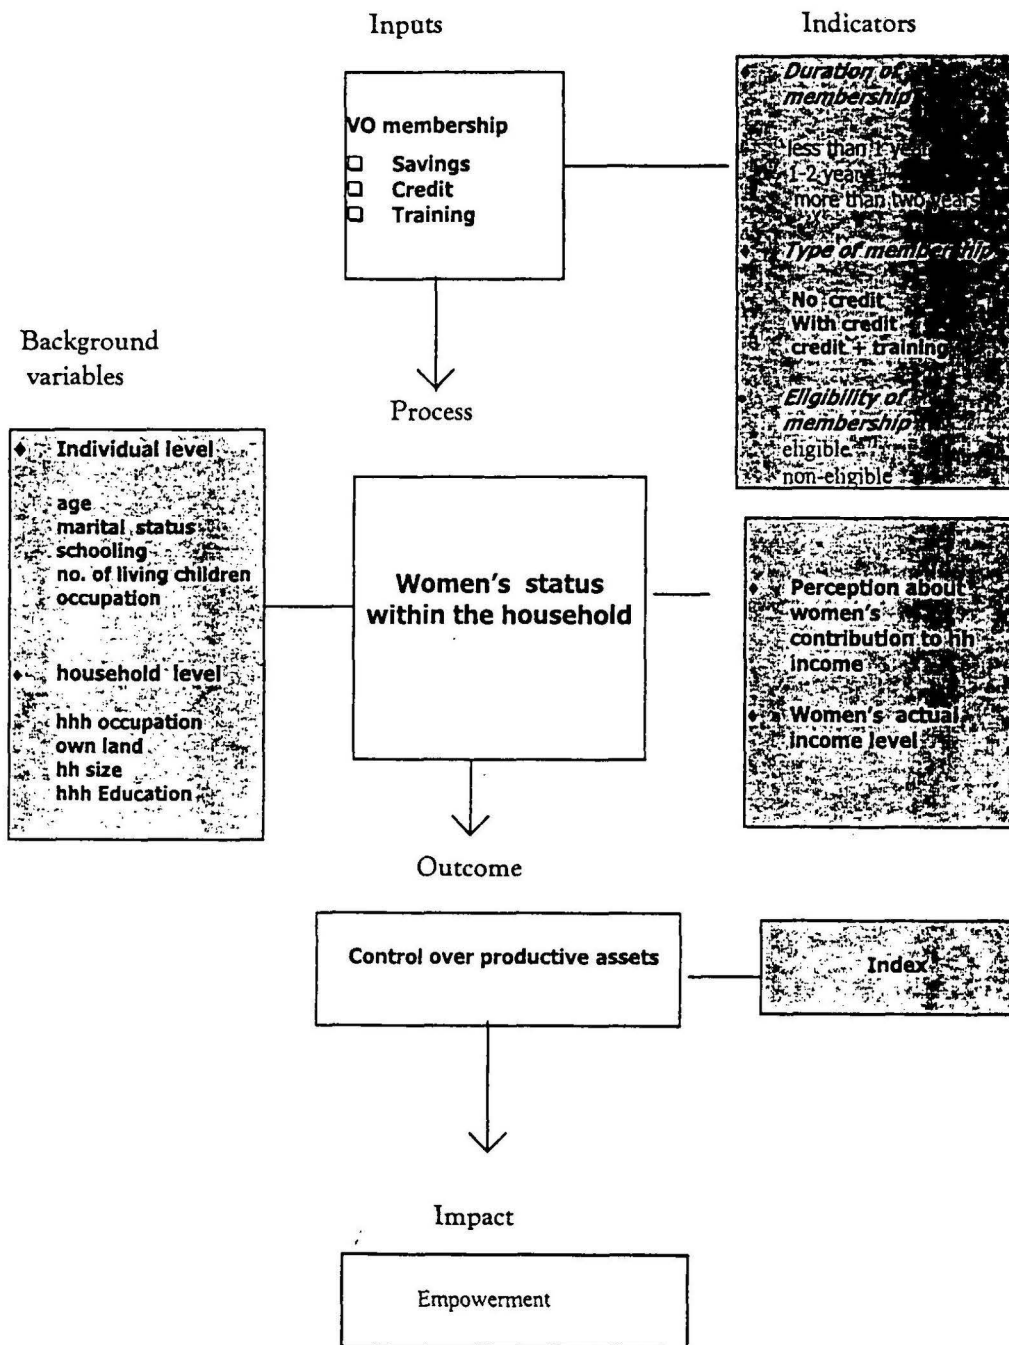 Inputs
VO membership
Savings
Credit
Training
Indicators
Duration of
membership
less than 1 year
1-2 years
more than two years
Type of membership
No credit
With credit
credit + training
Eligibility of
membership
eligible
non-eligible
Background
variables
Individual level
age
marital status
schooling
no. of living children
occupation
household level
hhh occupation
own land
hh size
hhh Education
Process
Women's status
within the household
Perception about
women's
contribution to hh
income
Women's actual
income level
Outcome
Control over productive assets
Index
Impact
Empowerment